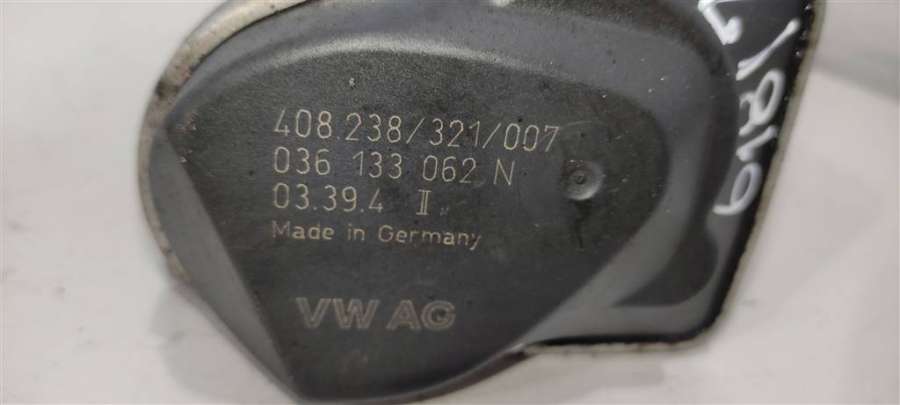 408.238/321/007
036 133 062 N
03.39.4 II
Made in Germany
VW AG